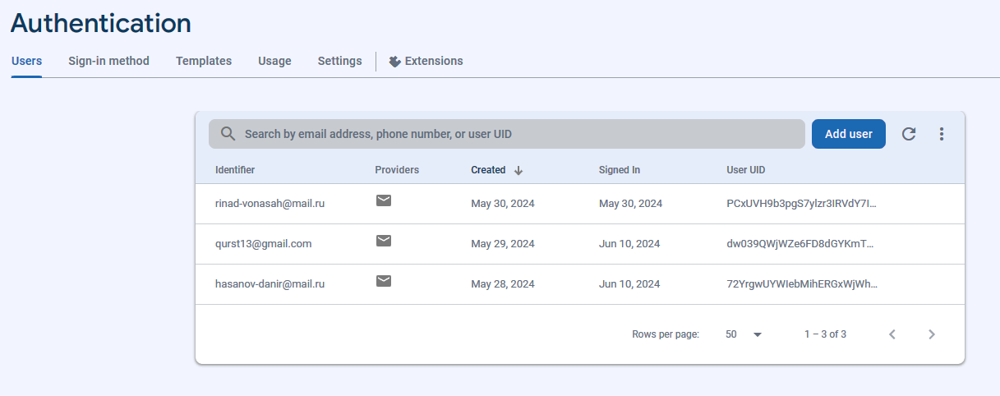 Authentication
Users Sign-in method Templates Usage Settings Extensions
Search by email address, phone number, or user UID Add user
Identifier Providers Created Signed In User UID
rinad-vonasah@mail.ru May 30, 2024 May 30, 2024 PCxUVH9b3pgS7ylzr3IRVdY7I...
qurst13@gmail.com May 29, 2024 Jun 10, 2024 dw039QWjWZe6FD8dGYKmT...
hasanov-danir@mail.ru May 28, 2024 Jun 10, 2024 72YrgwUYWIebMihERGxWjWh...
Rows per page: 50 1 – 3 of 3